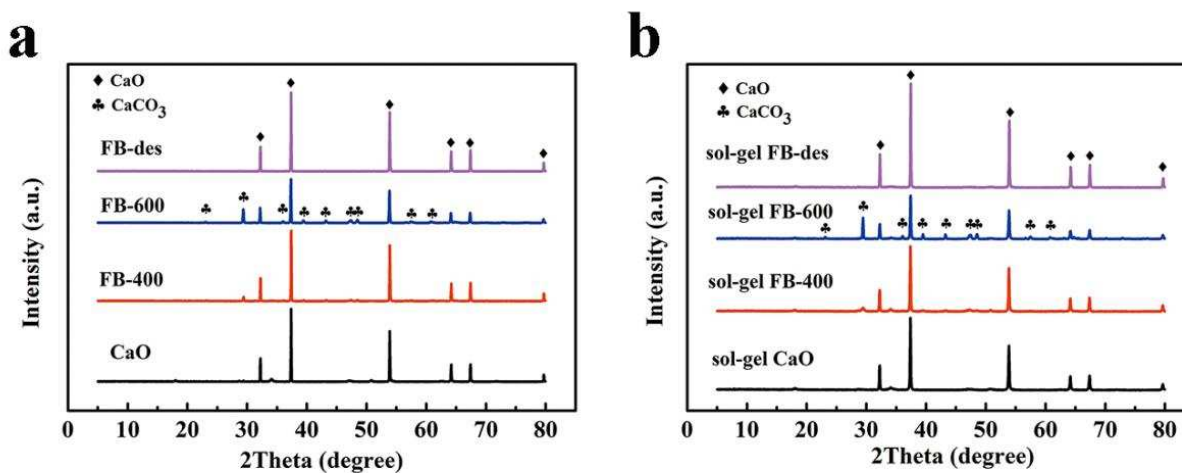 a
♦ CaO
♣ CaCO3
FB-des
FB-600
FB-400
CaO
Intensity (a.u.)
0 10 20 30 40 50 60 70 80
2Theta (degree)
b
♦ CaO
♣ CaCO3
sol-gel FB-des
sol-gel FB-600
sol-gel FB-400
sol-gel CaO
Intensity (a.u.)
0 10 20 30 40 50 60 70 80
2Theta (degree)